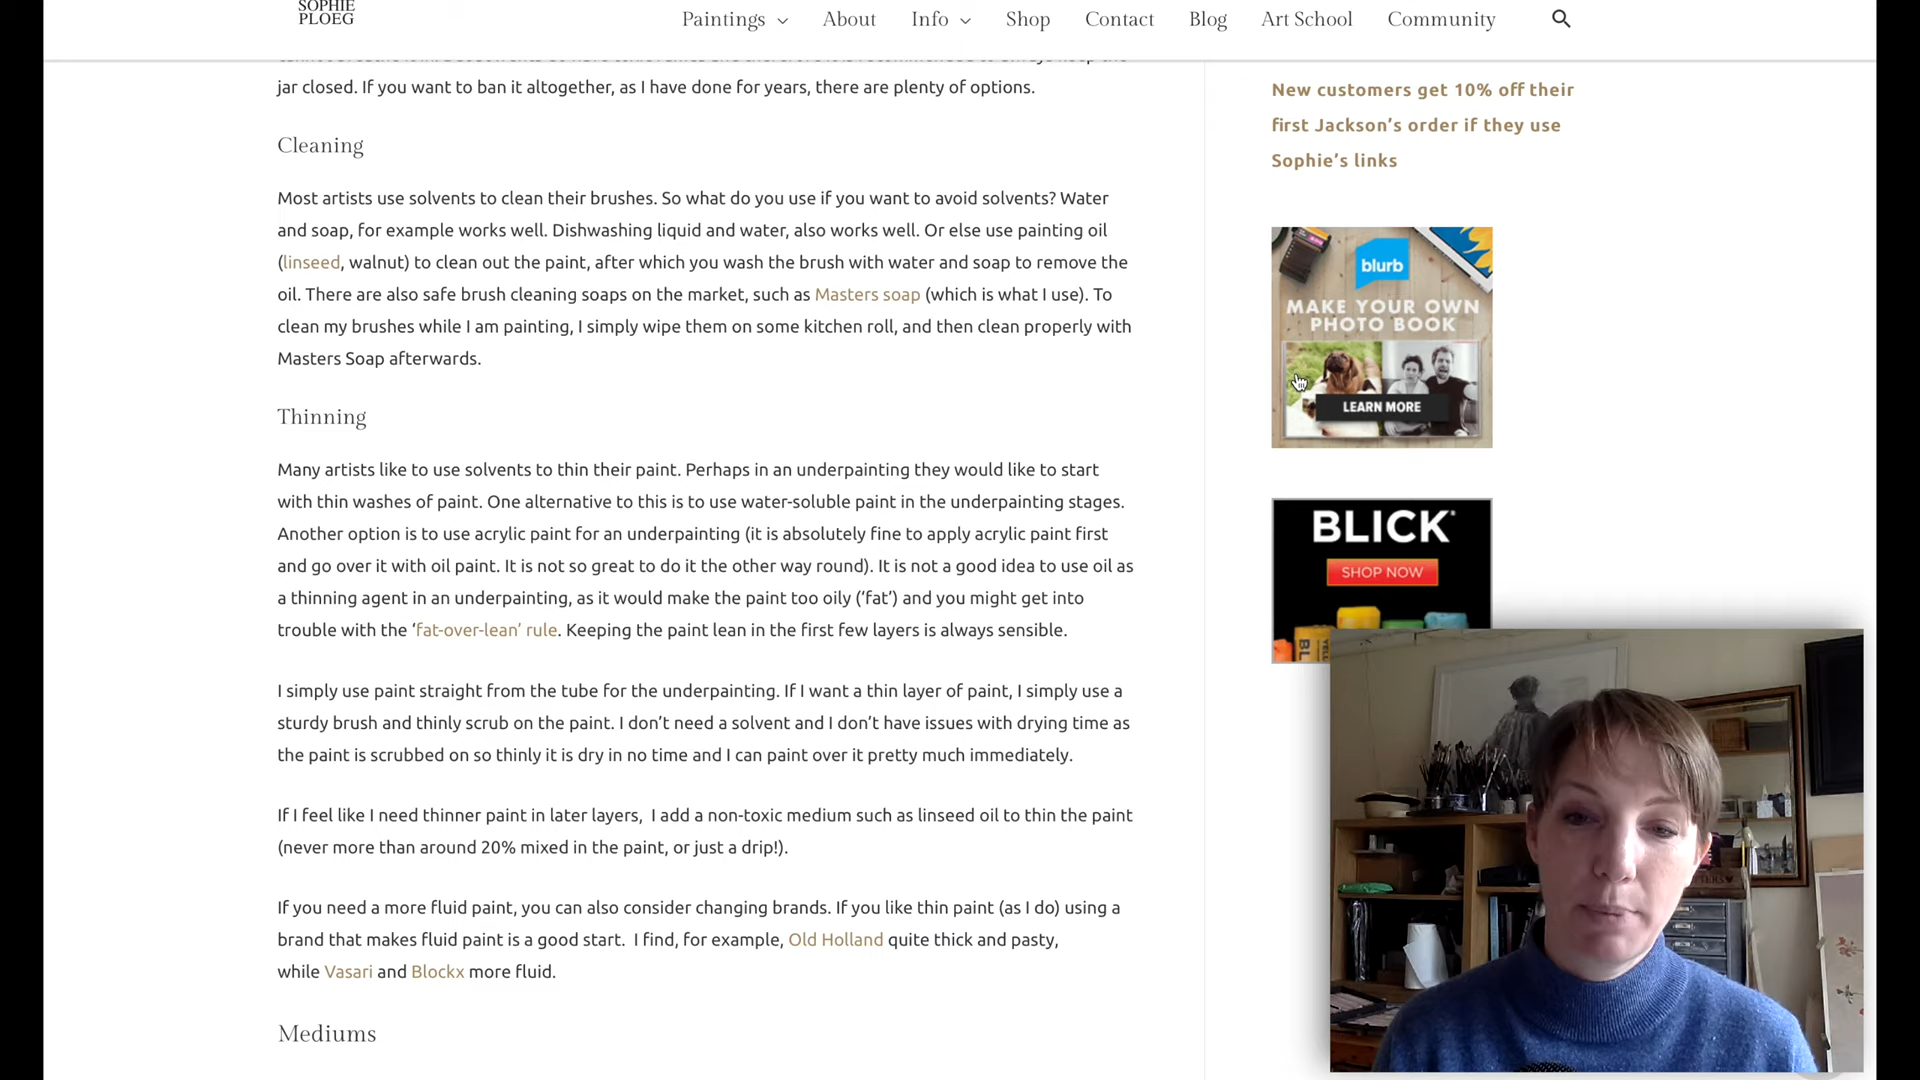 SOPHIE
PLOEG
Paintings
About
Info
Shop
Contact
Blog
Art School
Community
jar closed. If you want to ban it altogether, as I have done for years, there are plenty of options.
Cleaning
Most artists use solvents to clean their brushes. So what do you use if you want to avoid solvents? Water
and soap, for example works well. Dishwashing liquid and water, also works well. Or else use painting oil
(linseed, walnut) to clean out the paint, after which you wash the brush with water and soap to remove the
oil. There are also safe brush cleaning soaps on the market, such as Masters soap (which is what I use). To
clean my brushes while I am painting, I simply wipe them on some kitchen roll, and then clean properly with
Masters Soap afterwards.
Thinning
Many artists like to use solvents to thin their paint. Perhaps in an underpainting they would like to start
with thin washes of paint. One alternative to this is to use water-soluble paint in the underpainting stages.
Another option is to use acrylic paint for an underpainting (it is absolutely fine to apply acrylic paint first
and go over it with oil paint. It is not so great to do it the other way round). It is not a good idea to use oil as
a thinning agent in an underpainting, as it would make the paint too oily (‘fat’) and you might get into
trouble with the ‘fat-over-lean’ rule. Keeping the paint lean in the first few layers is always sensible.
I simply use paint straight from the tube for the underpainting. If I want a thin layer of paint, I simply use a
sturdy brush and thinly scrub on the paint. I don’t need a solvent and I don’t have issues with drying time as
the paint is scrubbed on so thinly it is dry in no time and I can paint over it pretty much immediately.
If I feel like I need thinner paint in later layers,  I add a non-toxic medium such as linseed oil to thin the paint
(never more than around 20% mixed in the paint, or just a drip!).
If you need a more fluid paint, you can also consider changing brands. If you like thin paint (as I do) using a
brand that makes fluid paint is a good start.  I find, for example, Old Holland quite thick and pasty,
while Vasari and Blockx more fluid.
Mediums
New customers get 10% off their
first Jackson’s order if they use
Sophie’s links
blurb
MAKE YOUR OWN
PHOTO BOOK
LEARN MORE
BLICK
SHOP NOW